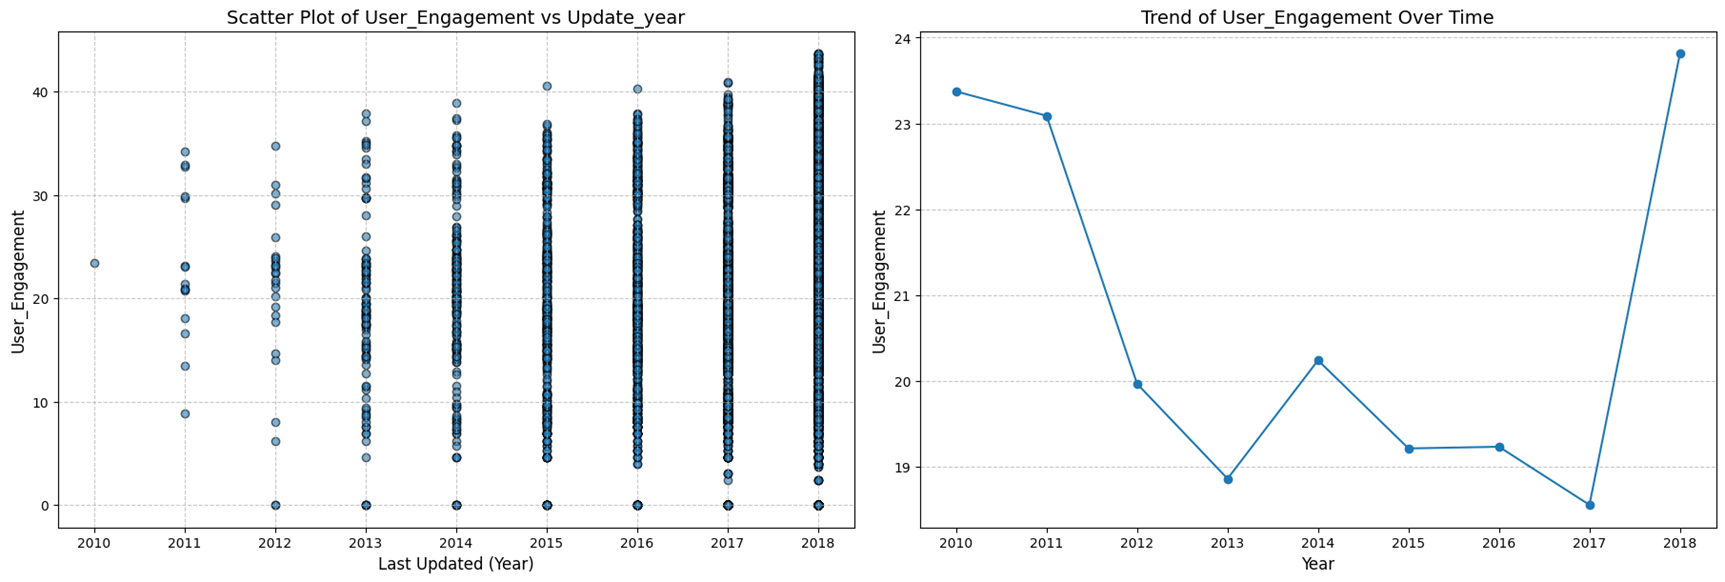 Scatter Plot of User_Engagement vs Update_year
User_Engagement
40
30
20
10
0
2010 2011 2012 2013 2014 2015 2016 2017 2018
Last Updated (Year)
Trend of User_Engagement Over Time
User_Engagement
24
23
22
21
20
19
2010 2011 2012 2013 2014 2015 2016 2017 2018
Year